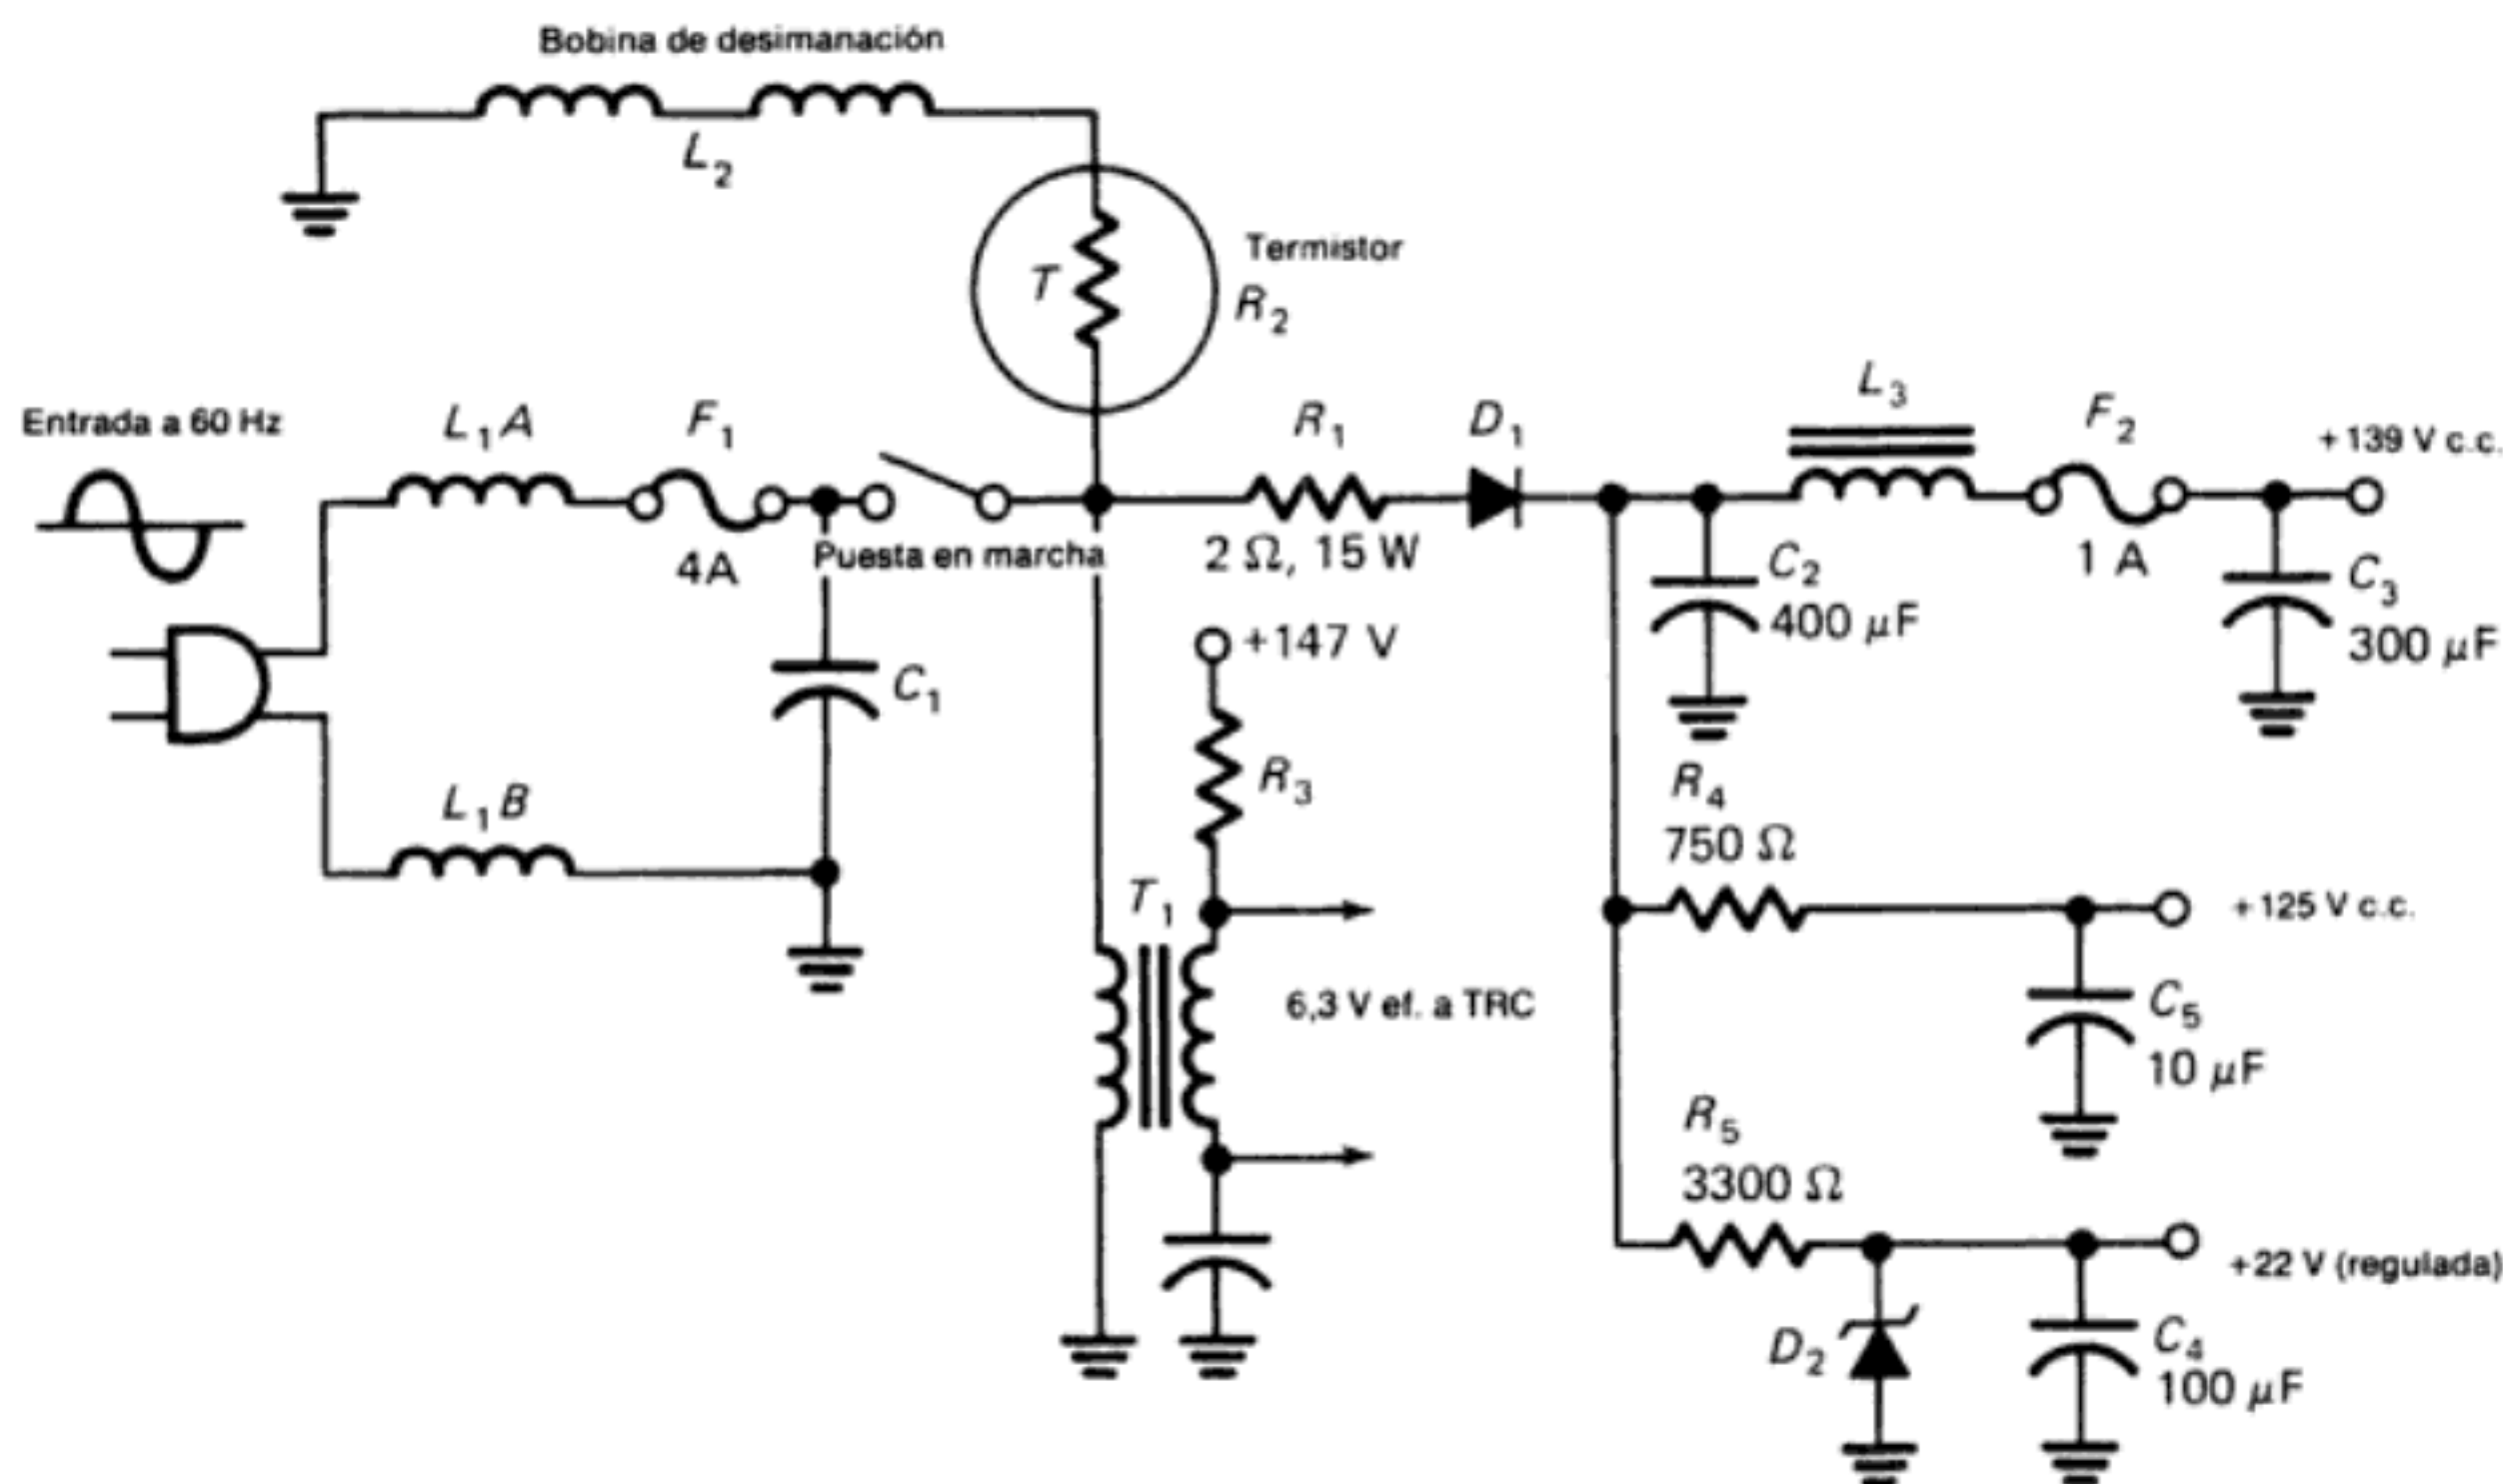 Bobina de desimanación
L2
Termistor
T
R2
Entrada a 60 Hz
L1A
F1
4A
Puesta en marcha
R1
2 Ω, 15 W
D1
L3
F2
1 A
+139 V c.c.
C2
400 μF
C3
300 μF
C1
+147 V
R3
L1B
T1
6,3 V ef. a TRC
R4
750 Ω
+125 V c.c.
C5
10 μF
R5
3300 Ω
+22 V (regulada)
D2
C4
100 μF